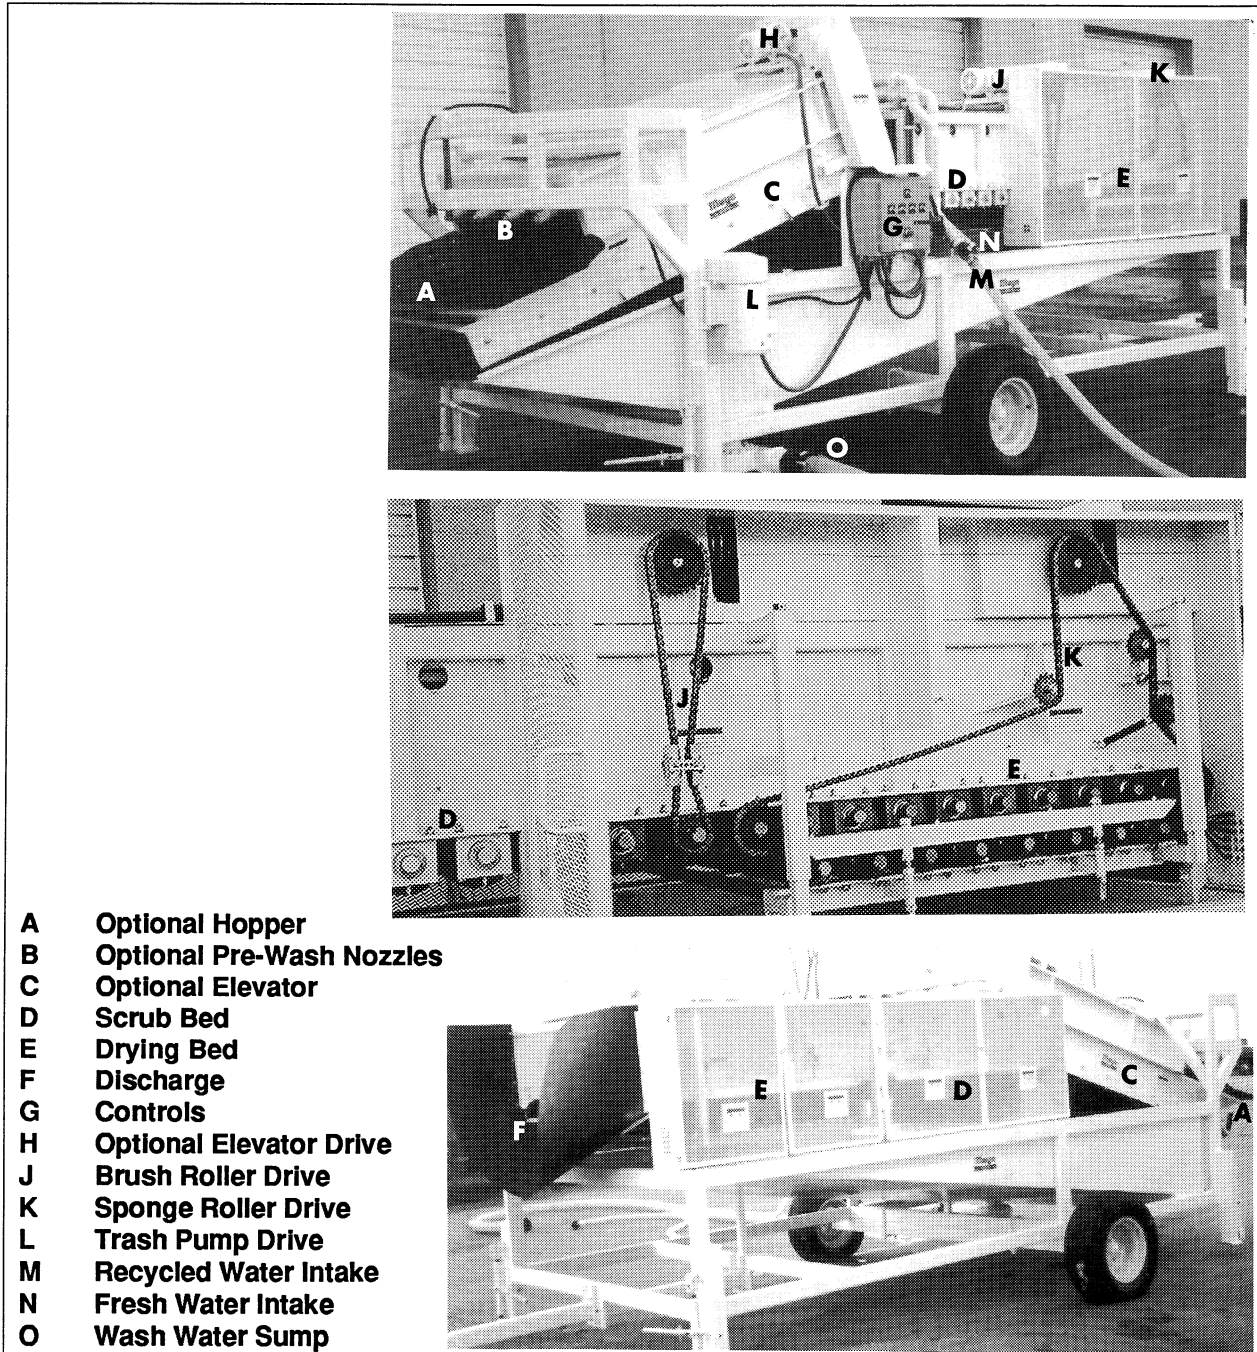 H
K
J
D
E
C
B
G
N
A
M
L
O
K
J
E
D
A Optional Hopper
B Optional Pre-Wash Nozzles
C Optional Elevator
D Scrub Bed
E Drying Bed
F Discharge
G Controls
H Optional Elevator Drive
J Brush Roller Drive
K Sponge Roller Drive
L Trash Pump Drive
M Recycled Water Intake
N Fresh Water Intake
O Wash Water Sump
C
E
D
A
F